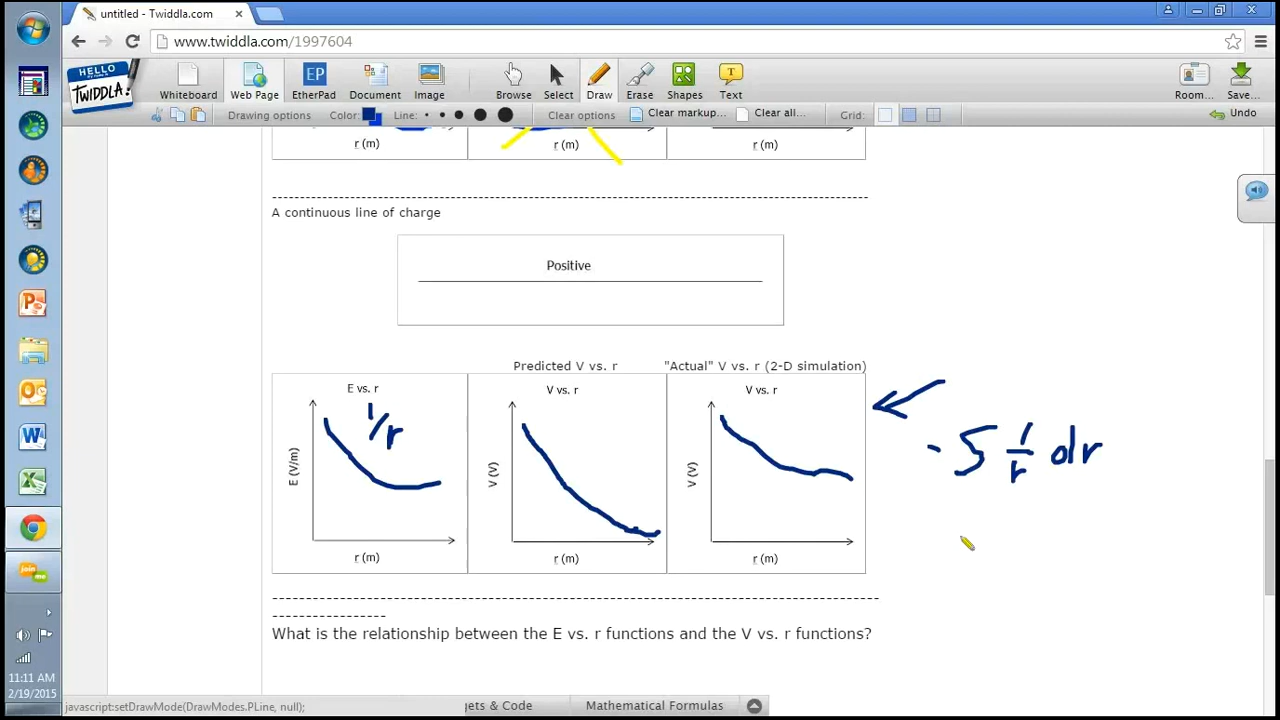 untitled - Twiddla.com
www.twiddla.com/1997604
HELLO
TWIDDLA!
Whiteboard
Web Page
EP
EtherPad
Document
Image
Browse
Select
Draw
Erase
Shapes
T
Text
Room...
Save...
Drawing options
Color:
Line:
Clear options
Clear markup...
Clear all...
Grid:
Undo
r (m)
r (m)
r (m)
A continuous line of charge
Positive
Predicted V vs. r
"Actual" V vs. r (2-D simulation)
E vs. r
1/r
E (V/m)
r (m)
V vs. r
V (V)
r (m)
V vs. r
V (V)
r (m)
- ∫ 1/r dr
What is the relationship between the E vs. r functions and the V vs. r functions?
javascript:setDrawMode(DrawModes.PLine, null);
gets & Code
Mathematical Formulas
11:11 AM
2/19/2015